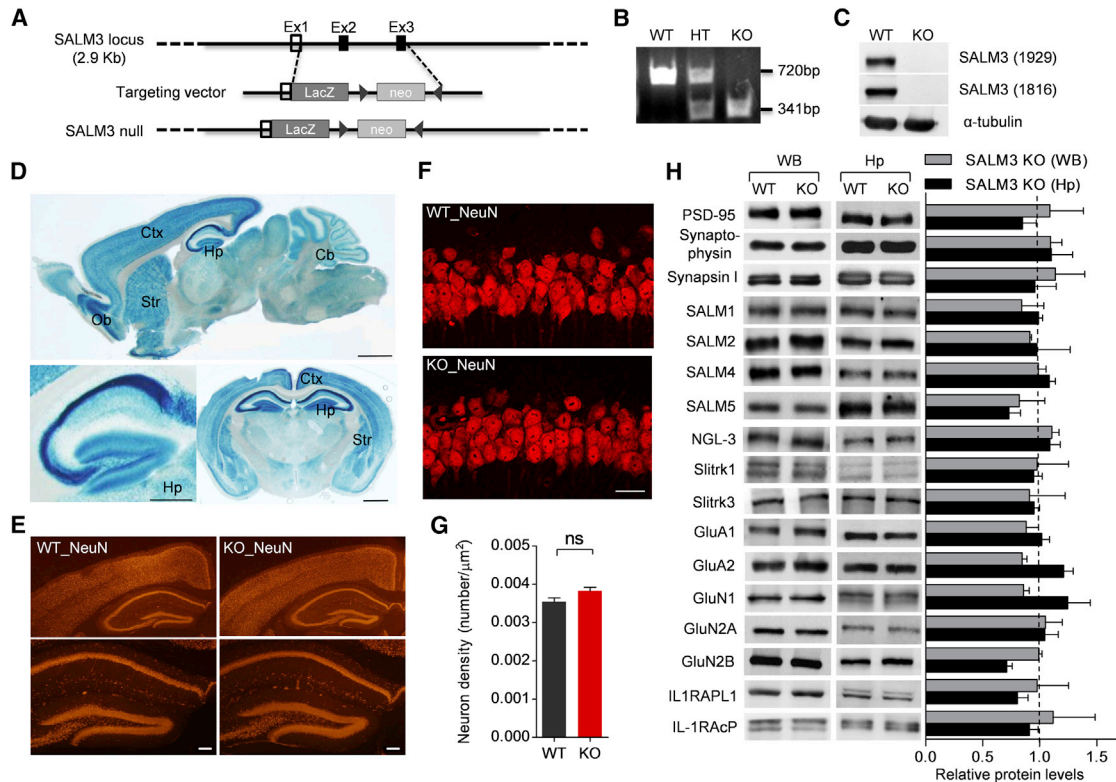 A
SALM3 locus
(2.9 Kb)
Ex1 Ex2 Ex3
Targeting vector
LacZ neo
SALM3 null
LacZ neo
B
WT HT KO
720bp
341bp
C
WT KO
SALM3 (1929)
SALM3 (1816)
α-tubulin
D
Ctx
Hp
Cb
Str
Ob
Hp
Ctx
Hp
Str
E
WT_NeuN
KO_NeuN
F
WT_NeuN
KO_NeuN
G
ns
Neuron density (number/μm²)
0.005
0.004
0.003
0.002
0.001
0.000
WT KO
H
WB Hp
WT KO WT KO
SALM3 KO (WB)
SALM3 KO (Hp)
PSD-95
Synapto-
physin
Synapsin I
SALM1
SALM2
SALM4
SALM5
NGL-3
Slitrk1
Slitrk3
GluA1
GluA2
GluN1
GluN2A
GluN2B
IL1RAPL1
IL-1RAcP
0 0.5 1.0 1.5
Relative protein levels